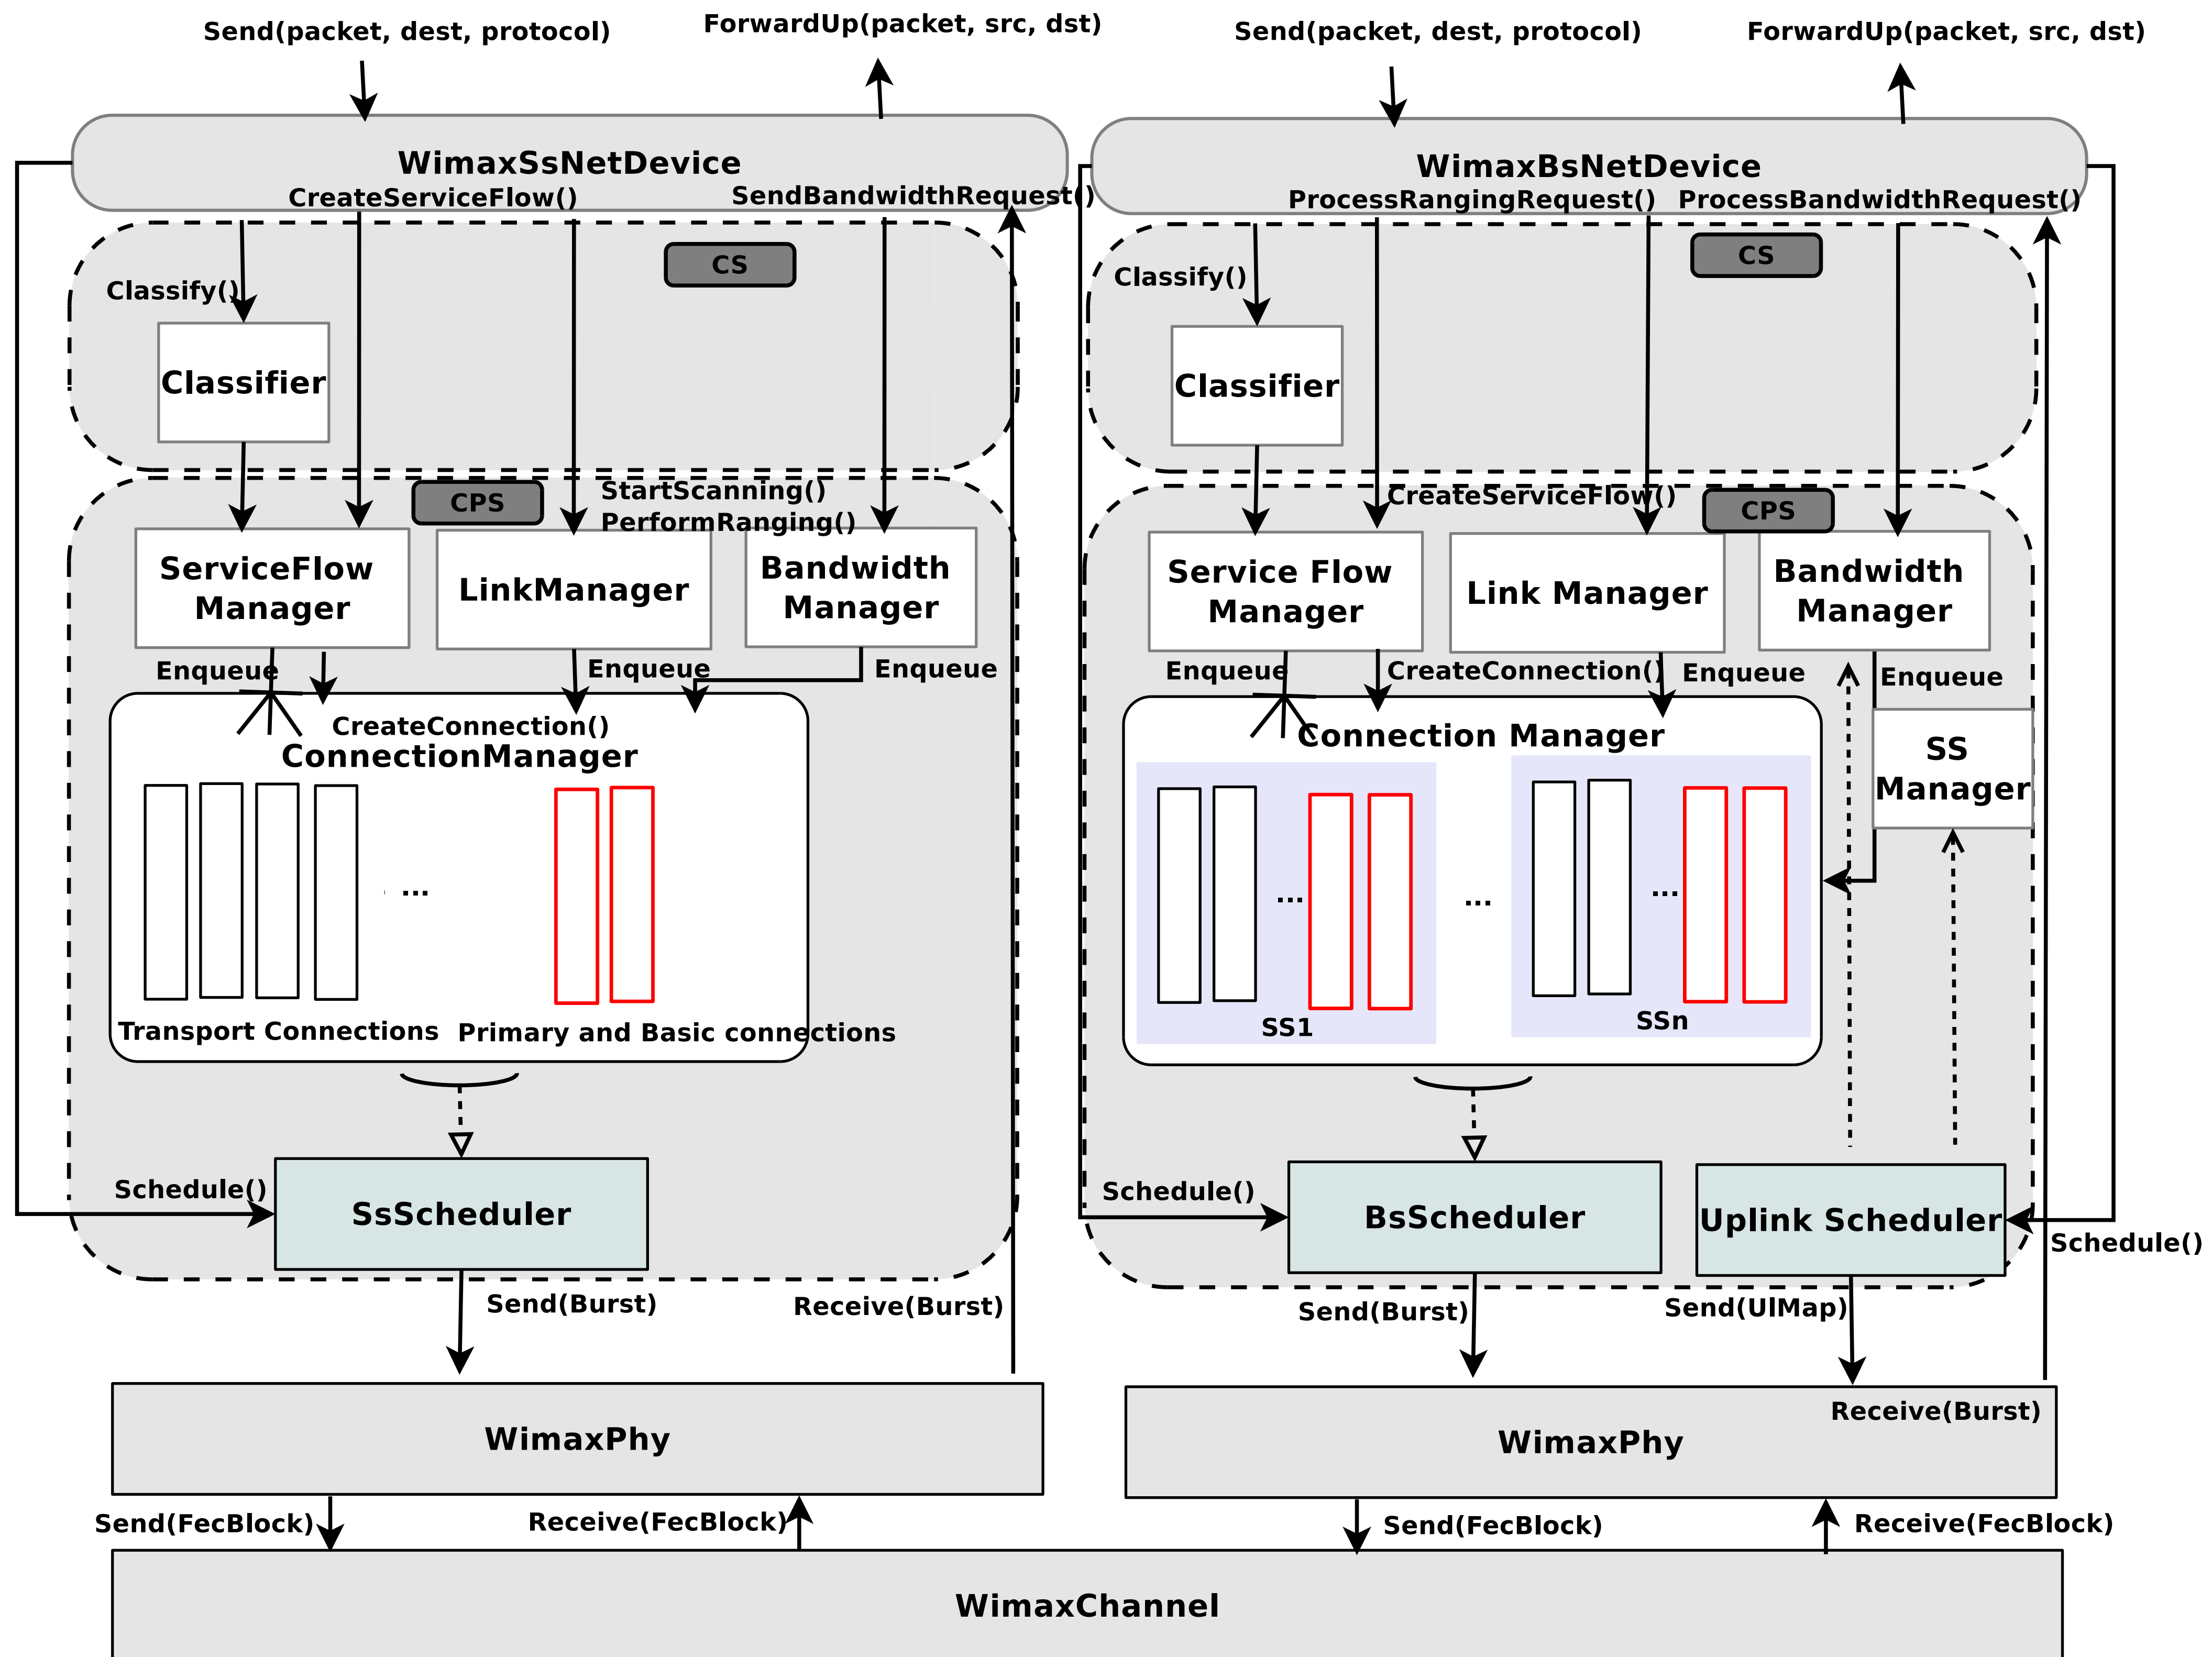 Send(packet, dest, protocol)
ForwardUp(packet, src, dst)
Send(packet, dest, protocol)
ForwardUp(packet, src, dst)
WimaxSsNetDevice
CreateServiceFlow()
SendBandwidthRequest()
WimaxBsNetDevice
ProcessRangingRequest()
ProcessBandwidthRequest()
CS
Classify()
Classifier
CS
Classify()
Classifier
CPS
StartScanning()
PerformRanging()
ServiceFlow
Manager
LinkManager
Bandwidth
Manager
Enqueue
Enqueue
Enqueue
CreateConnection()
ConnectionManager
...
Transport Connections
Primary and Basic connections
Schedule()
SsScheduler
Send(Burst)
Receive(Burst)
CreateServiceFlow()
CPS
Service Flow
Manager
Link Manager
Bandwidth
Manager
Enqueue
CreateConnection()
Enqueue
Enqueue
Connection Manager
SS
Manager
...
...
...
SS1
SSn
Schedule()
BsScheduler
Uplink Scheduler
Schedule()
Send(Burst)
Send(UlMap)
WimaxPhy
Receive(Burst)
WimaxPhy
Send(FecBlock)
Receive(FecBlock)
Send(FecBlock)
Receive(FecBlock)
WimaxChannel